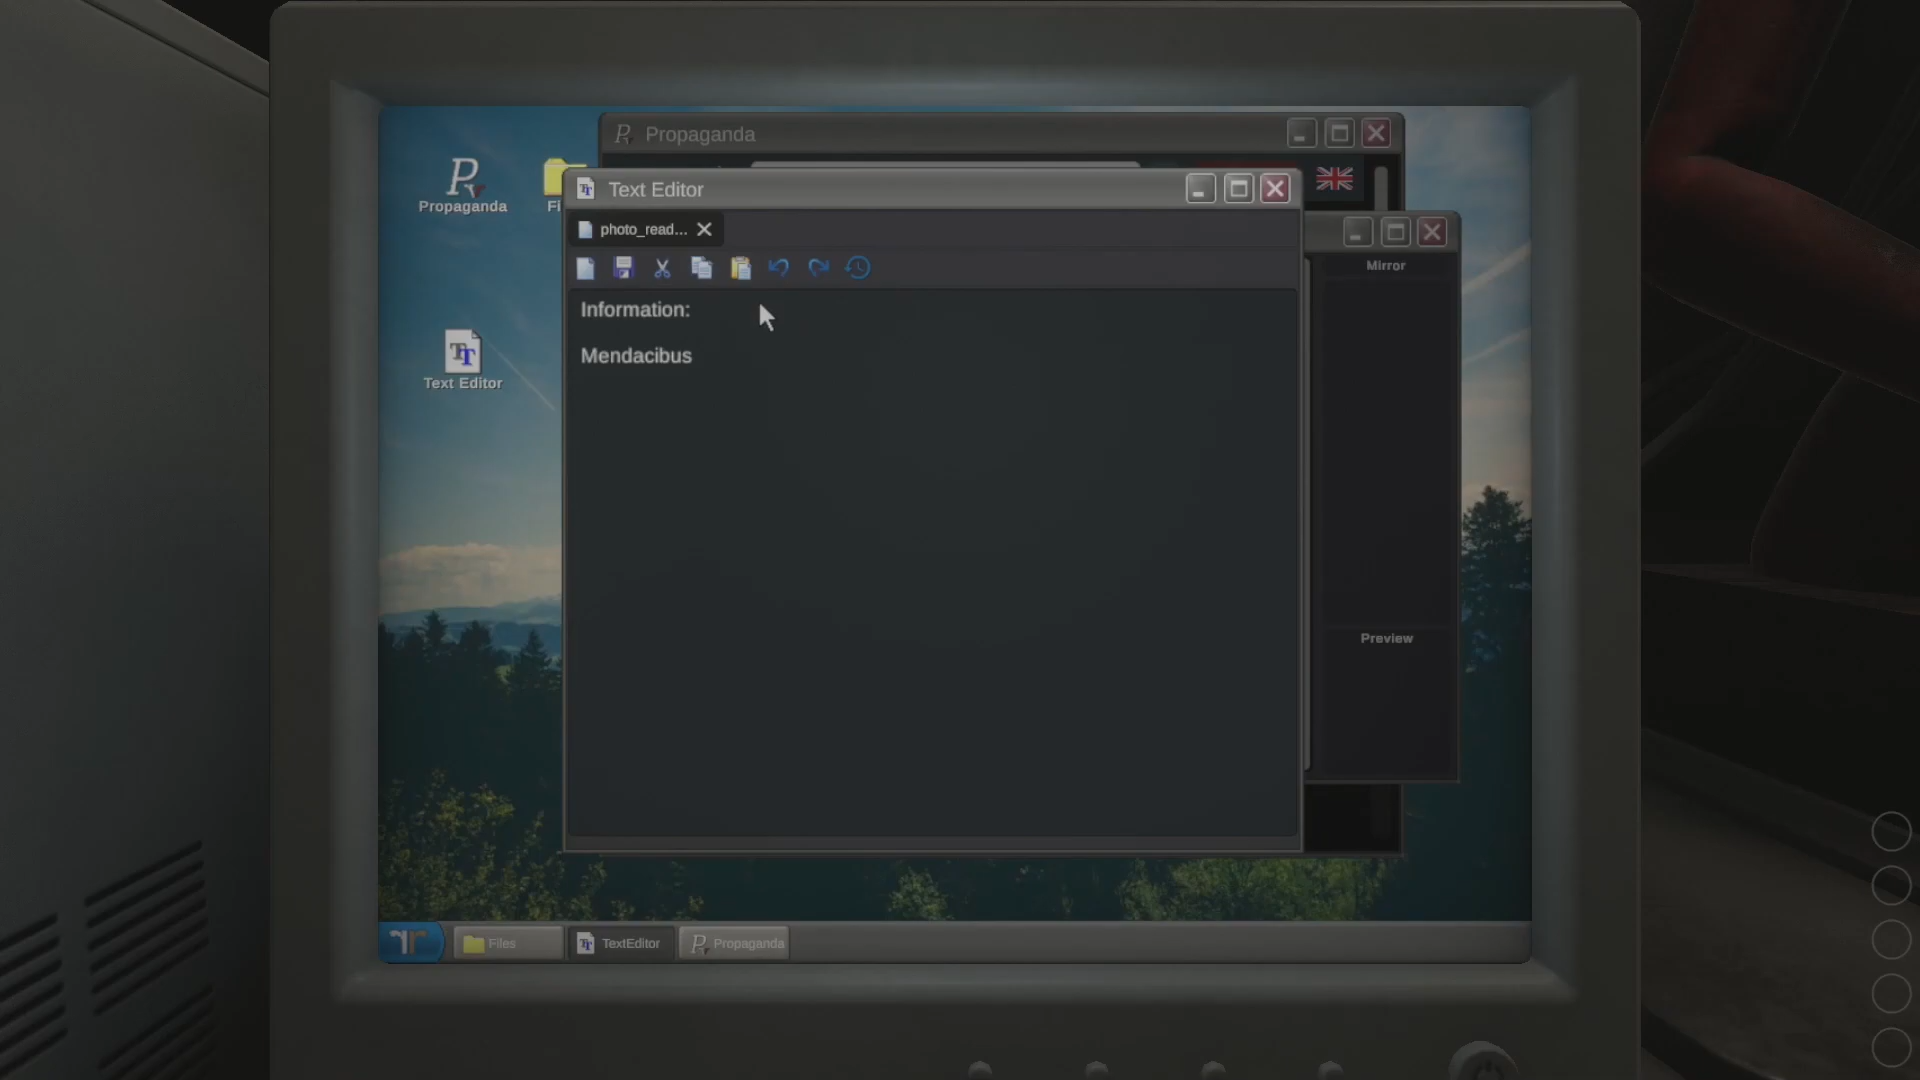 Propaganda
Propaganda
Fi
Text Editor
photo_read...
Mirror
Information:
Mendacibus
Text Editor
Preview
Files
TextEditor
Propaganda